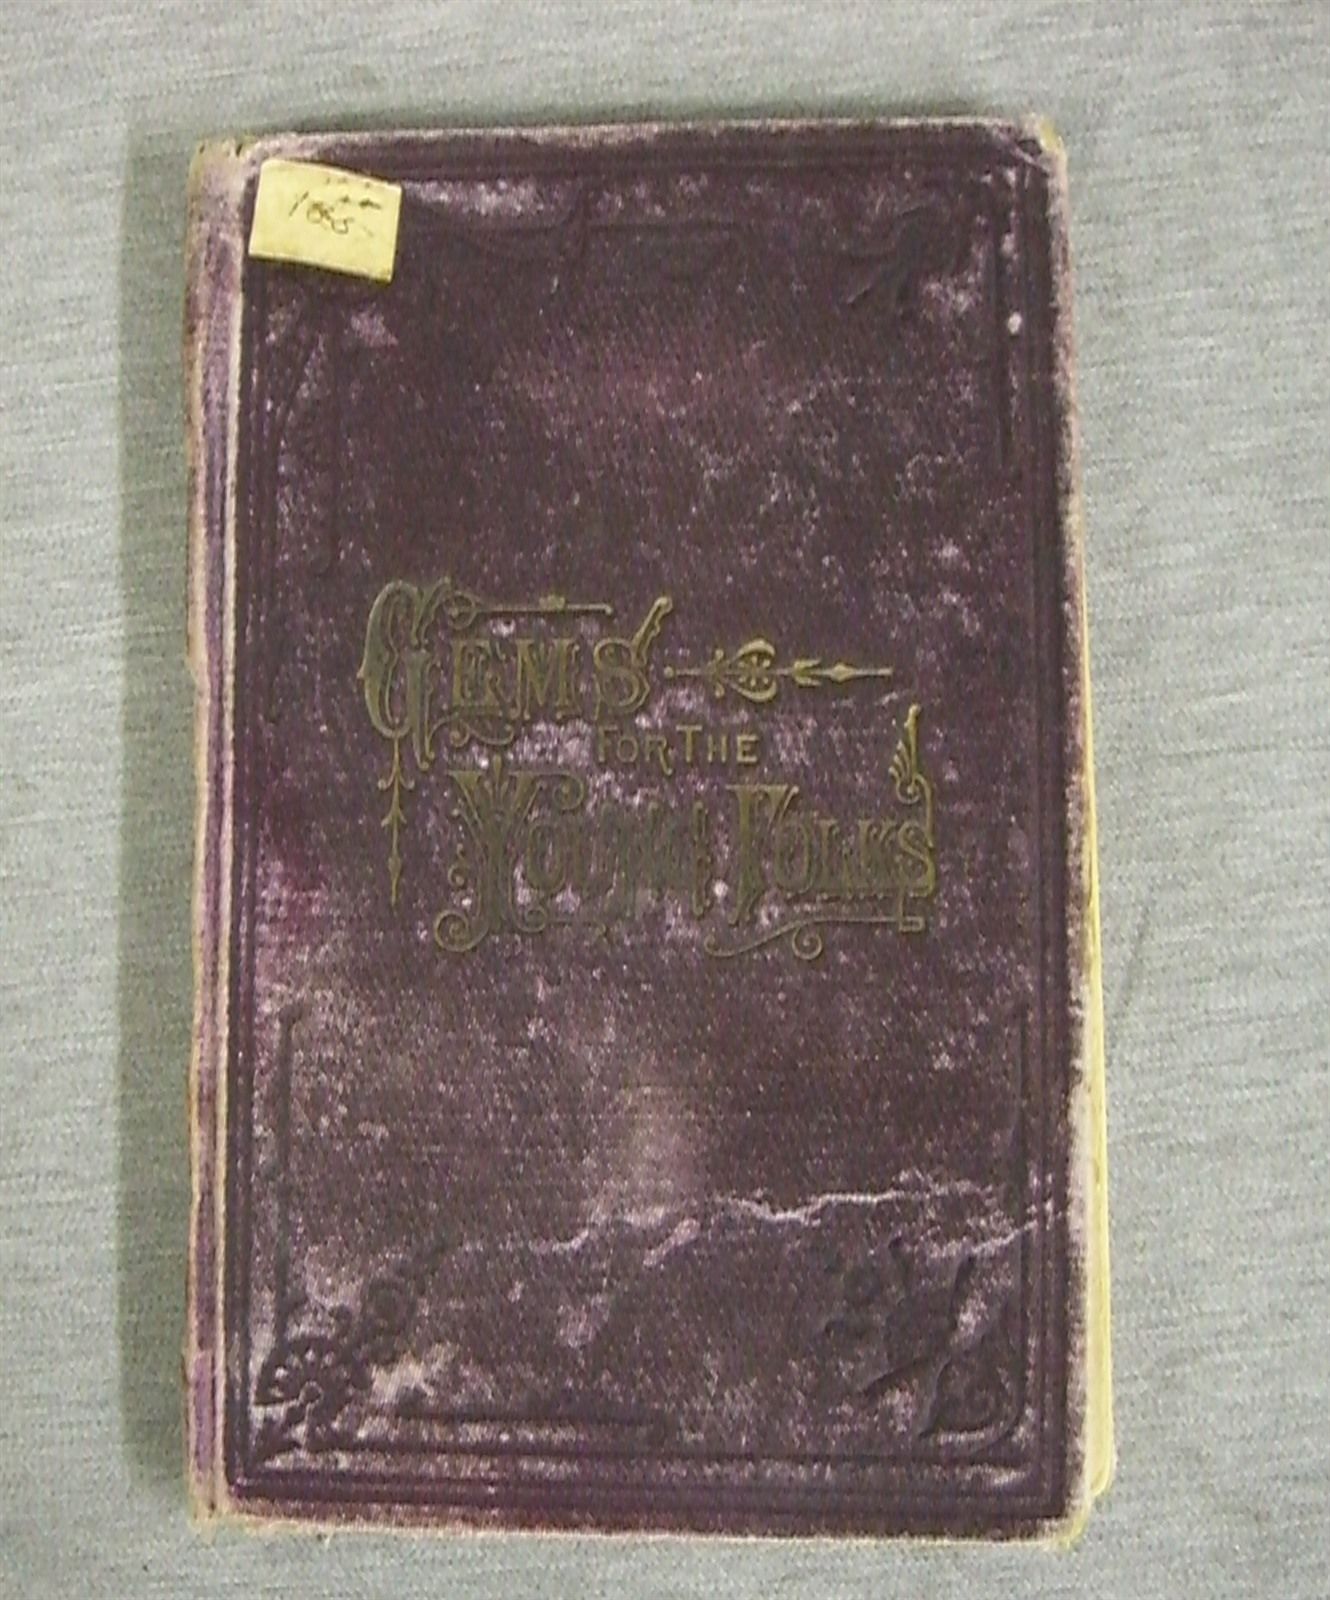 GEMS
FOR THE
YOUNG FOLKS